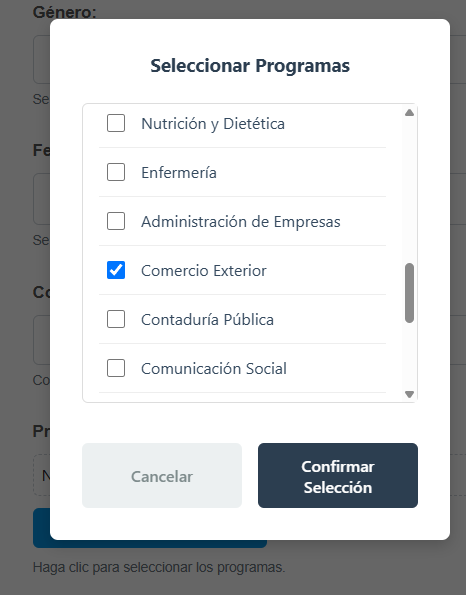 Género:
Seleccionar Programas
Se
Nutrición y Dietética
Fe
Enfermería
Administración de Empresas
Se
Comercio Exterior
Co
Contaduría Pública
Comunicación Social
Co
Pr
N
Cancelar
Confirmar
Selección
Haga clic para seleccionar los programas.